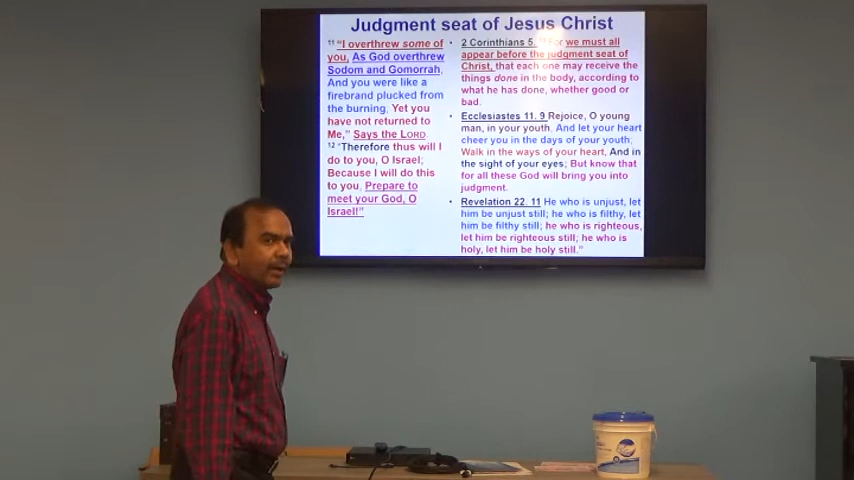 Judgment seat of Jesus Christ
11 "I overthrew some of
you, As God overthrew
Sodom and Gomorrah,
And you were like a
firebrand plucked from
the burning, Yet you
have not returned to
Me," Says the LORD
12 "Therefore thus will I
do to you, O Israel;
Because I will do this
to you, Prepare to
meet your God, O
Israel!"
• 2 Corinthians 5. "For we must all
appear before the judgment seat of
Christ, that each one may receive the
things done in the body, according to
what he has done, whether good or
bad.
• Ecclesiastes 11. 9 Rejoice, O young
man, in your youth, And let your heart
cheer you in the days of your youth;
Walk in the ways of your heart, And in
the sight of your eyes; But know that
for all these God will bring you into
judgment.
• Revelation 22. 11 He who is unjust, let
him be unjust still; he who is filthy, let
him be filthy still; he who is righteous,
let him be righteous still; he who is
holy, let him be holy still."